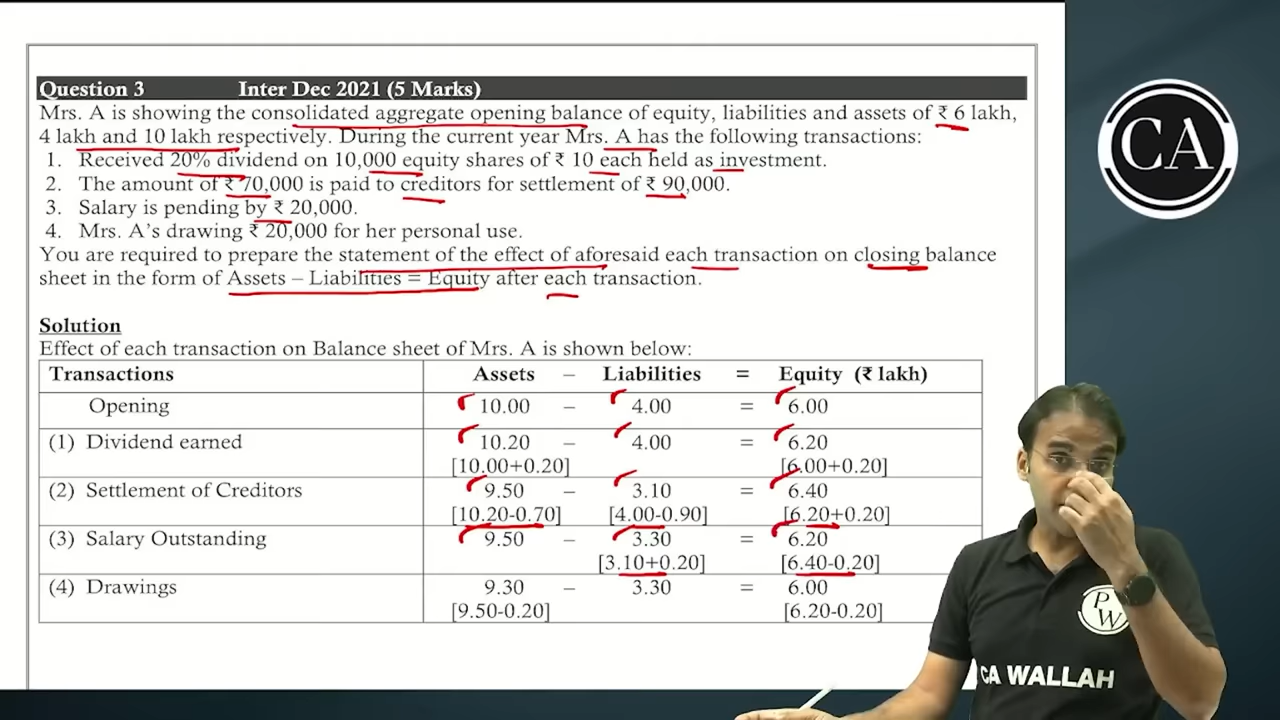 Question 3 Inter Dec 2021 (5 Marks)
Mrs. A is showing the consolidated aggregate opening balance of equity, liabilities and assets of ₹ 6 lakh,
4 lakh and 10 lakh respectively. During the current year Mrs. A has the following transactions:
1. Received 20% dividend on 10,000 equity shares of ₹ 10 each held as investment.
2. The amount of ₹ 70,000 is paid to creditors for settlement of ₹ 90,000.
3. Salary is pending by ₹ 20,000.
4. Mrs. A's drawing ₹ 20,000 for her personal use.
You are required to prepare the statement of the effect of aforesaid each transaction on closing balance
sheet in the form of Assets – Liabilities = Equity after each transaction.
Solution
Effect of each transaction on Balance sheet of Mrs. A is shown below:
Transactions Assets – Liabilities = Equity (₹ lakh)
Opening 10.00 – 4.00 = 6.00
(1) Dividend earned 10.20 – 4.00 = 6.20
[10.00+0.20] [6.00+0.20]
(2) Settlement of Creditors 9.50 – 3.10 = 6.40
[10.20-0.70] [4.00-0.90] [6.20+0.20]
(3) Salary Outstanding 9.50 – 3.30 = 6.20
[3.10+0.20] [6.40-0.20]
(4) Drawings 9.30 – 3.30 = 6.00
[9.50-0.20] [6.20-0.20]
CA
P
W
CA WALLAH